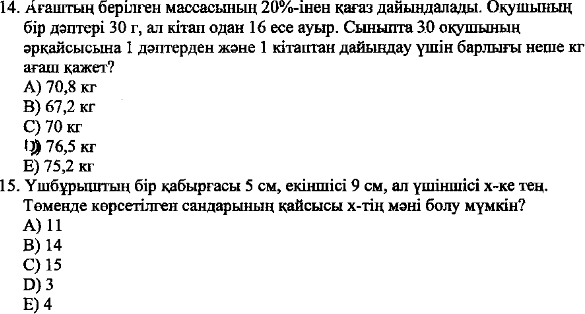 14. Ағаштың берілген массасының 20%-інен қағаз дайындалады. Оқушының
бір дәптері 30 г, ал кітап одан 16 есе ауыр. Сыныпта 30 оқушының
әрқайсысына 1 дәптерден және 1 кітаптан дайындау үшін барлығы неше кг
ағаш қажет?
A) 70,8 кг
B) 67,2 кг
C) 70 кг
D) 76,5 кг
E) 75,2 кг
15. Үшбұрыштың бір қабырғасы 5 см, екіншісі 9 см, ал үшіншісі х-ке тең.
Төменде көрсетілген сандарының қайсысы х-тің мәні болу мүмкін?
A) 11
B) 14
C) 15
D) 3
E) 4